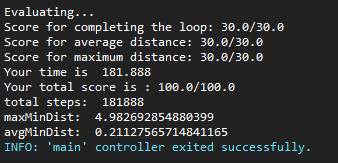 Evaluating...
Score for completing the loop: 30.0/30.0
Score for average distance: 30.0/30.0
Score for maximum distance: 30.0/30.0
Your time is  181.888
Your total score is : 100.0/100.0
total steps:  181888
maxMinDist:  4.982692854880399
avgMinDist:  0.21127565714841165
INFO: 'main' controller exited successfully.